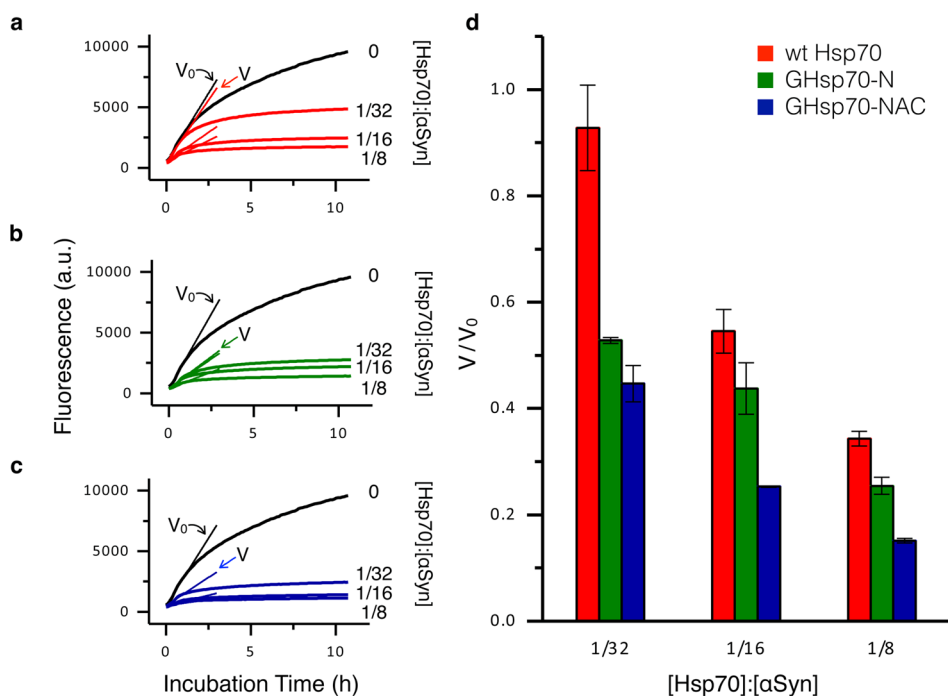 a
10000
5000
0
V₀
V
0
1/32
1/16
1/8
[Hsp70]:[αSyn]
0
5
10
b
10000
5000
0
V₀
V
0
1/32
1/16
1/8
[Hsp70]:[αSyn]
0
5
10
c
10000
5000
0
V₀
V
0
1/32
1/16
1/8
[Hsp70]:[αSyn]
0
5
10
Fluorescence (a.u.)
Incubation Time (h)
d
wt Hsp70
GHsp70-N
GHsp70-NAC
1.0
0.8
0.6
0.4
0.2
0.0
V / V₀
1/32
1/16
1/8
[Hsp70]:[αSyn]